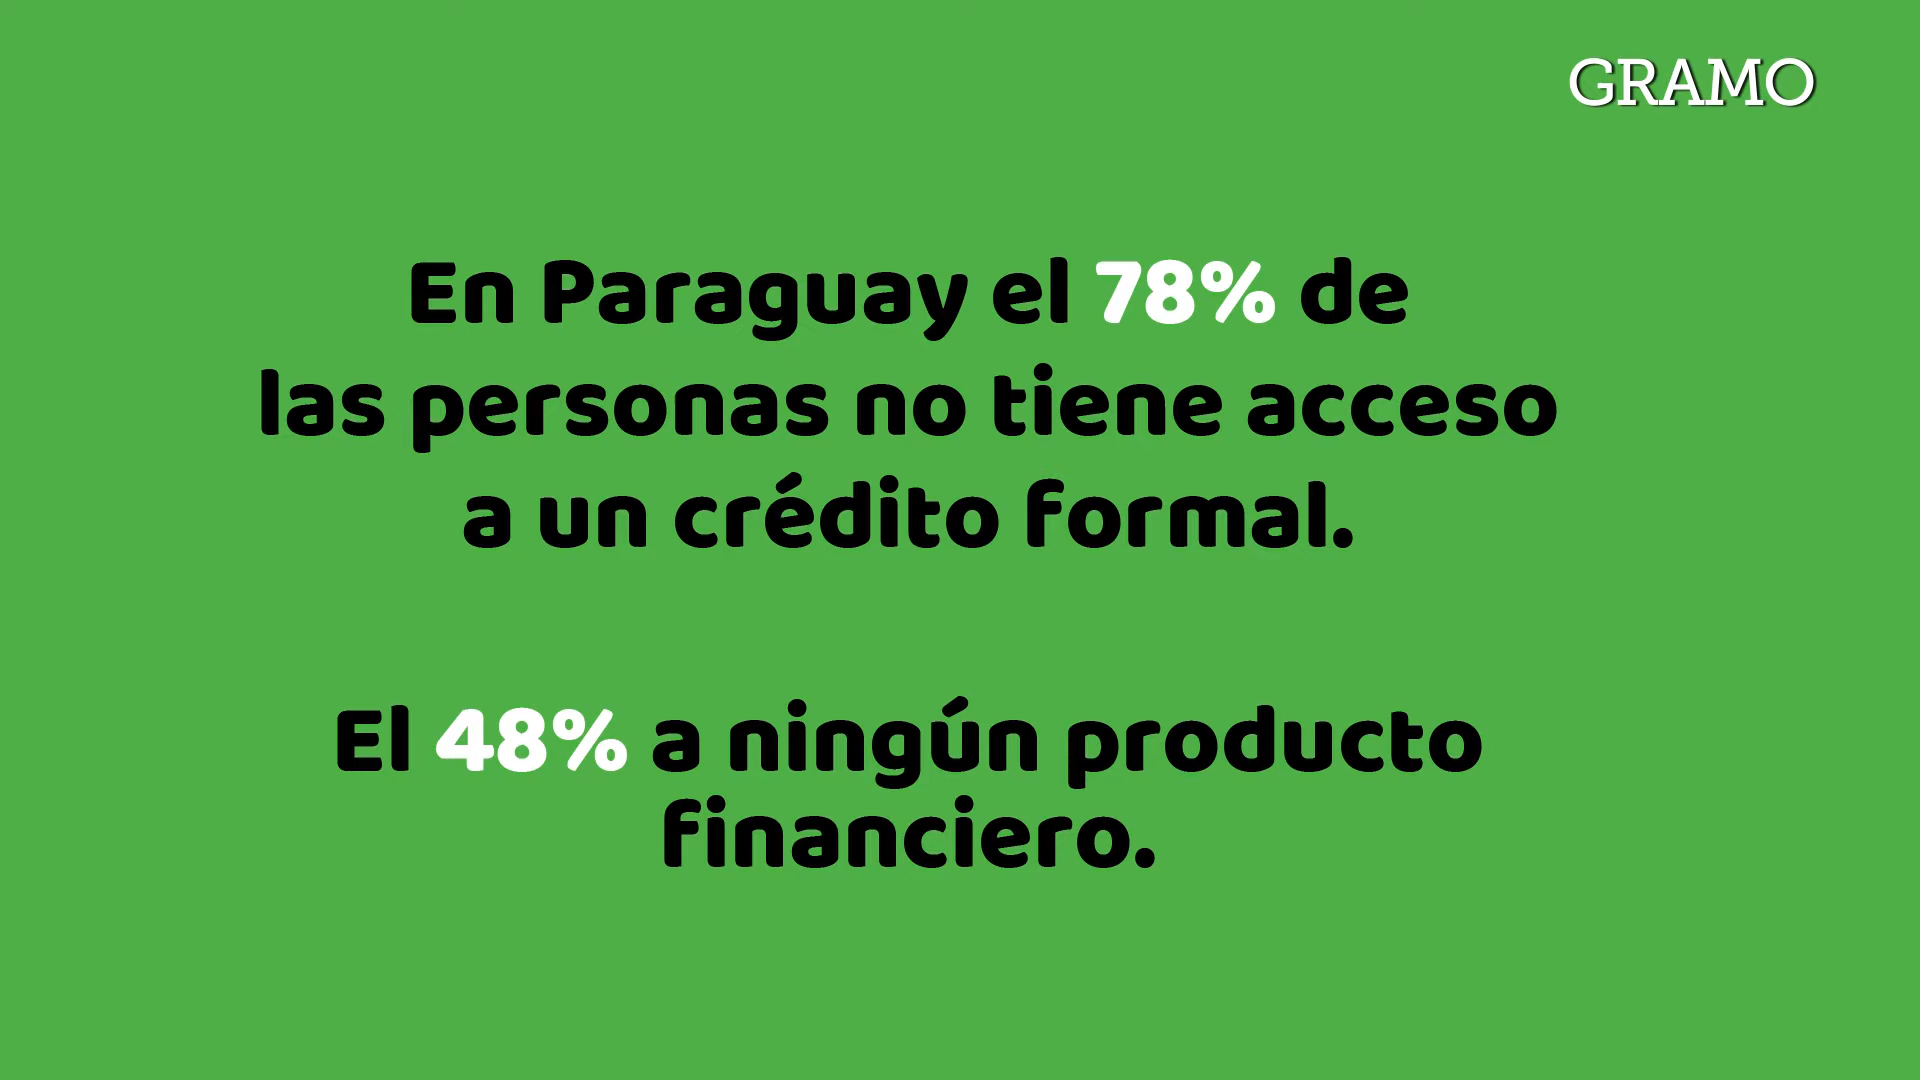 GRAMO
En Paraguay el 78% de
las personas no tiene acceso
a un crédito formal.
El 48% a ningún producto
financiero.